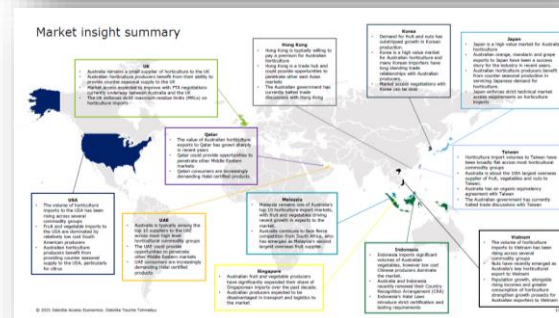 Market insight summary
UK
Australia remains a small supplier of horticulture to the UK
Australian horticulture producers benefit from their ability to
provide counter seasonal supply to the UK
Market access expected to improve with FTA negotiations
currently underway between Australia and the UK
The UK enforces strict maximum residue limits (MRLs) on
horticulture imports
Hong Kong
Hong Kong is typically willing to
pay a premium for Australian
horticulture
Hong Kong is a trade hub and
could provide opportunities to
penetrate other east Asian
markets
The Australian government has
currently halted trade
discussions with Hong Kong
Korea
Demand for fruit and nuts has
outstripped growth in Korean
production.
Korea is a high value market
for Australian horticulture and
many Korean importers have
long standing trade
relationships with Australian
producers.
Market access negotiations with
Korea can be slow
Japan
Japan is a high value market for Australian
horticulture
Australian orange, mandarin and grape
exports to Japan have been a success
story for the industry in recent years.
Australian horticulture producers benefit
from counter seasonal production in
servicing Japanese demand for
horticulture.
Japan enforces strict technical market
access requirements on horticulture
imports
Qatar
The value of Australian horticulture
exports to Qatar has grown sharply
in recent years
Qatar could provide opportunities to
penetrate other Middle Eastern
markets
Qatari consumers are increasingly
demanding Halal certified products
Taiwan
Horticulture import volumes to Taiwan have
been broadly flat across most horticultural
commodity groups
Australia is about the largest overseas
supplier of fruit, vegetables and nuts to
Taiwan.
Australia has an organic equivalency
agreement with Taiwan
The Australian government has currently
halted trade discussions with Taiwan
USA
The volume of horticulture
imports to the USA has been
rising across several
commodity groups
Fruit and vegetable imports to
the USA are dominated by
relatively low cost
American producers
Australian horticulture
producers benefit from
providing counter seasonal
supply to the USA, particularly
for citrus
UAE
Australia is typically among the
top 10 suppliers to the UAE
across most high level
horticultural commodity groups
The UAE could provide
opportunities to penetrate
other Middle Eastern markets
UAE consumers are increasingly
demanding Halal certified
products
Malaysia
Malaysia remains one of Australia's
top 10 horticulture export markets,
with fruit and vegetables driving
recent growth in exports to the
market.
Australia continues to face fierce
competition from South Africa, who
has emerged as Malaysia's second
largest overseas fruit supplier.
Singapore
Australian fruit and vegetable producers
have significantly expanded their share of
Singaporean imports over the past decade.
Australian producers expected to be
disadvantaged in transport and logistics to
the market
Indonesia
Indonesia imports significant
volumes of Australian
vegetables, however low cost
Chinese producers dominate
the market.
Australia and Indonesia
recently renewed their Country
Recognition Arrangement (CRA)
Indonesia's Halal Laws
introduce strict certification and
testing requirements
Vietnam
The volume of horticulture
imports to Vietnam has been
rising across several
commodity groups
Nuts have recently emerged as
Australia's key horticultural
export to Vietnam
Population growth, alongside
rising incomes and greater
consumption of horticulture
strengthen growth prospects for
Australian exporters to Vietnam
© 2021 Deloitte Access Economics. Deloitte Touche Tohmatsu